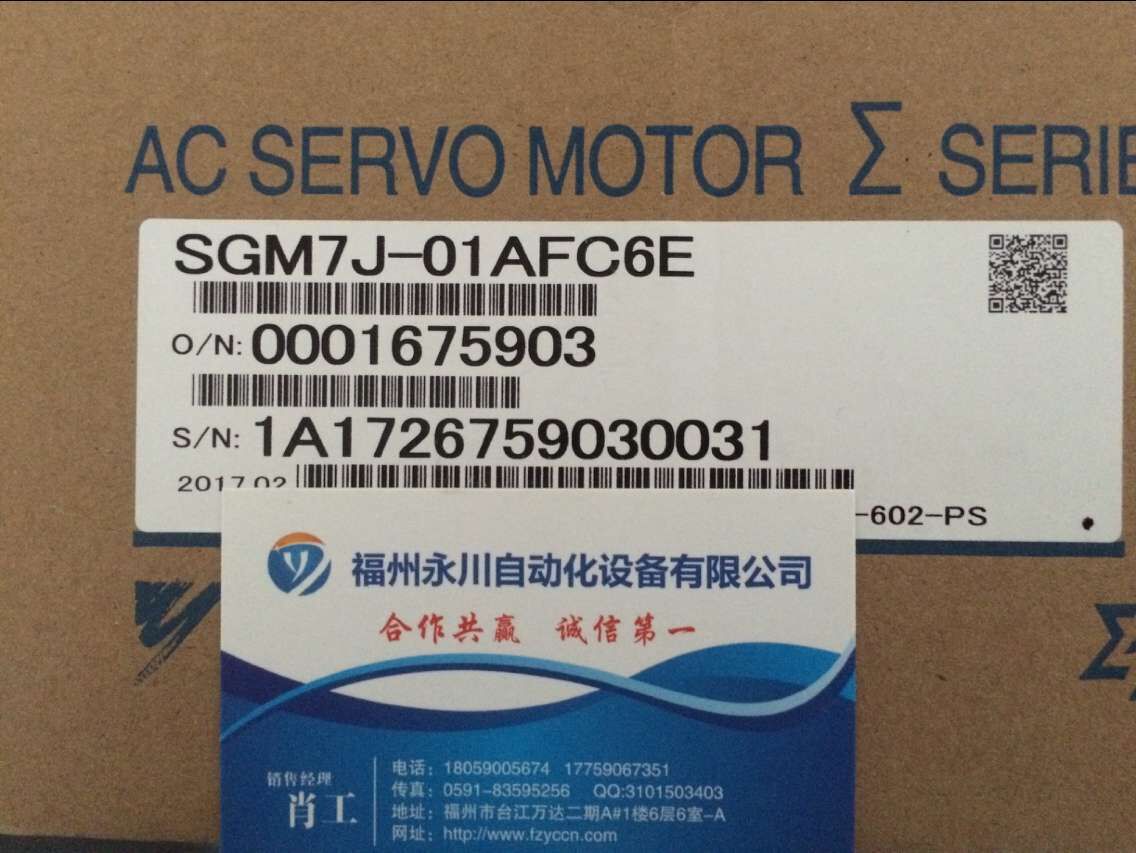 AC SERVO MOTOR Σ SERIE
SGM7J-01AFC6E
O/N: 0001675903
S/N: 1A1726759030031
2017.02
-602-PS
福州永川自动化设备有限公司
合作共赢 诚信第一
销售经理
肖工
电话：18059005674 17759067351
传真：0591-83595256 QQ:3101503403
地址：福州市台江万达二期A#1楼6层6室-A
网址：http://www.fzyccn.com